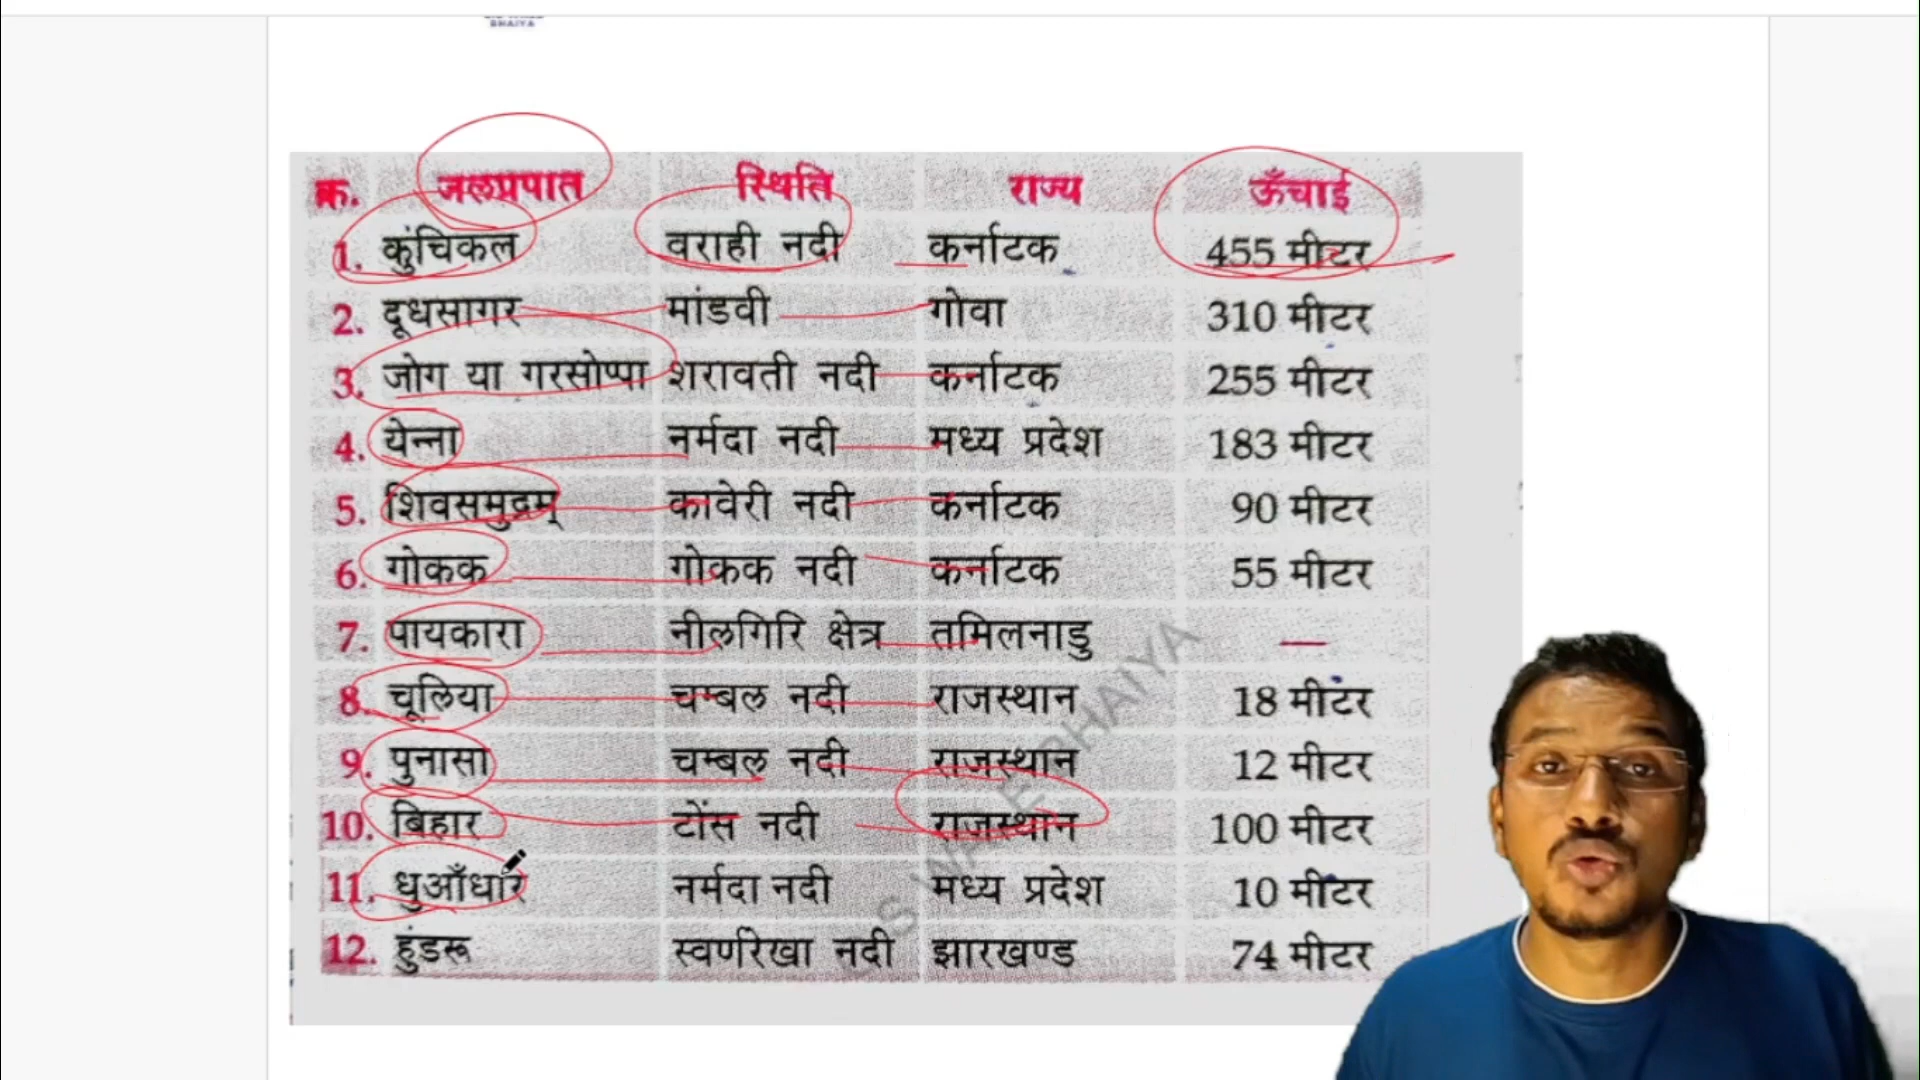 BHAIYA
क्र. जलप्रपात स्थिति राज्य ऊँचाई
1. कुंचिकल वराही नदी कर्नाटक 455 मीटर
2. दूधसागर मांडवी गोवा 310 मीटर
3. जोग या गरसोप्पा शरावती नदी कर्नाटक 255 मीटर
4. येन्ना नर्मदा नदी मध्य प्रदेश 183 मीटर
5. शिवसमुद्रम् कावेरी नदी कर्नाटक 90 मीटर
6. गोकक गोकक नदी कर्नाटक 55 मीटर
7. पायकारा नीलगिरि क्षेत्र तमिलनाडु —
8. चूलिया चम्बल नदी राजस्थान 18 मीटर
9. पुनासा चम्बल नदी राजस्थान 12 मीटर
10. बिहार टोंस नदी राजस्थान 100 मीटर
11. धुआँधार नर्मदा नदी मध्य प्रदेश 10 मीटर
12. हुंडरू स्वर्णरेखा नदी झारखण्ड 74 मीटर